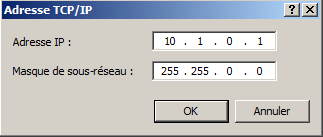 Adresse TCP/IP
Adresse IP : 10 . 1 . 0 . 1
Masque de sous-réseau : 255 . 255 . 0 . 0
OK Annuler